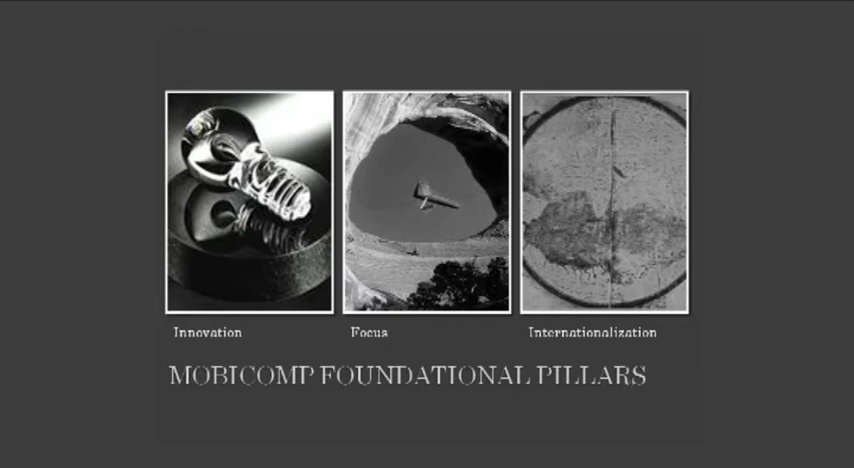 Innovation
Focus
Internationalization
MOBICOMP FOUNDATIONAL PILLARS